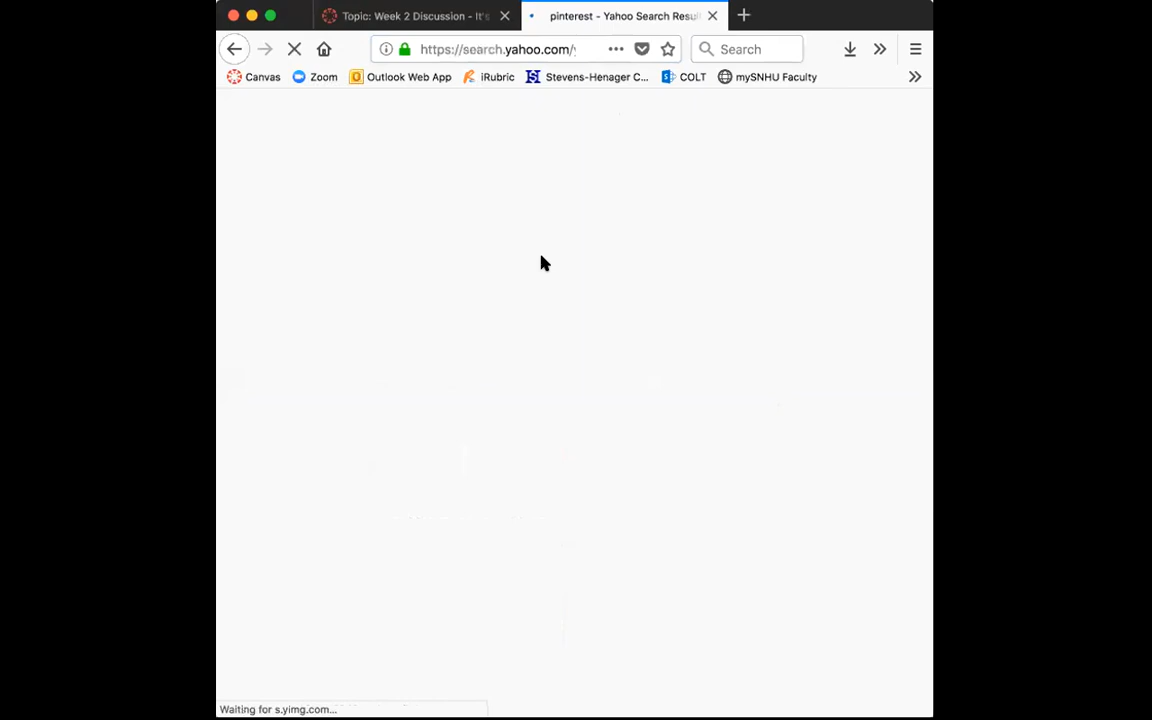 Topic: Week 2 Discussion - It's
pinterest - Yahoo Search Resul
https://search.yahoo.com/y
Search
Canvas
Zoom
Outlook Web App
iRubric
Stevens-Henager C...
COLT
mySNHU Faculty
Waiting for s.yimg.com...